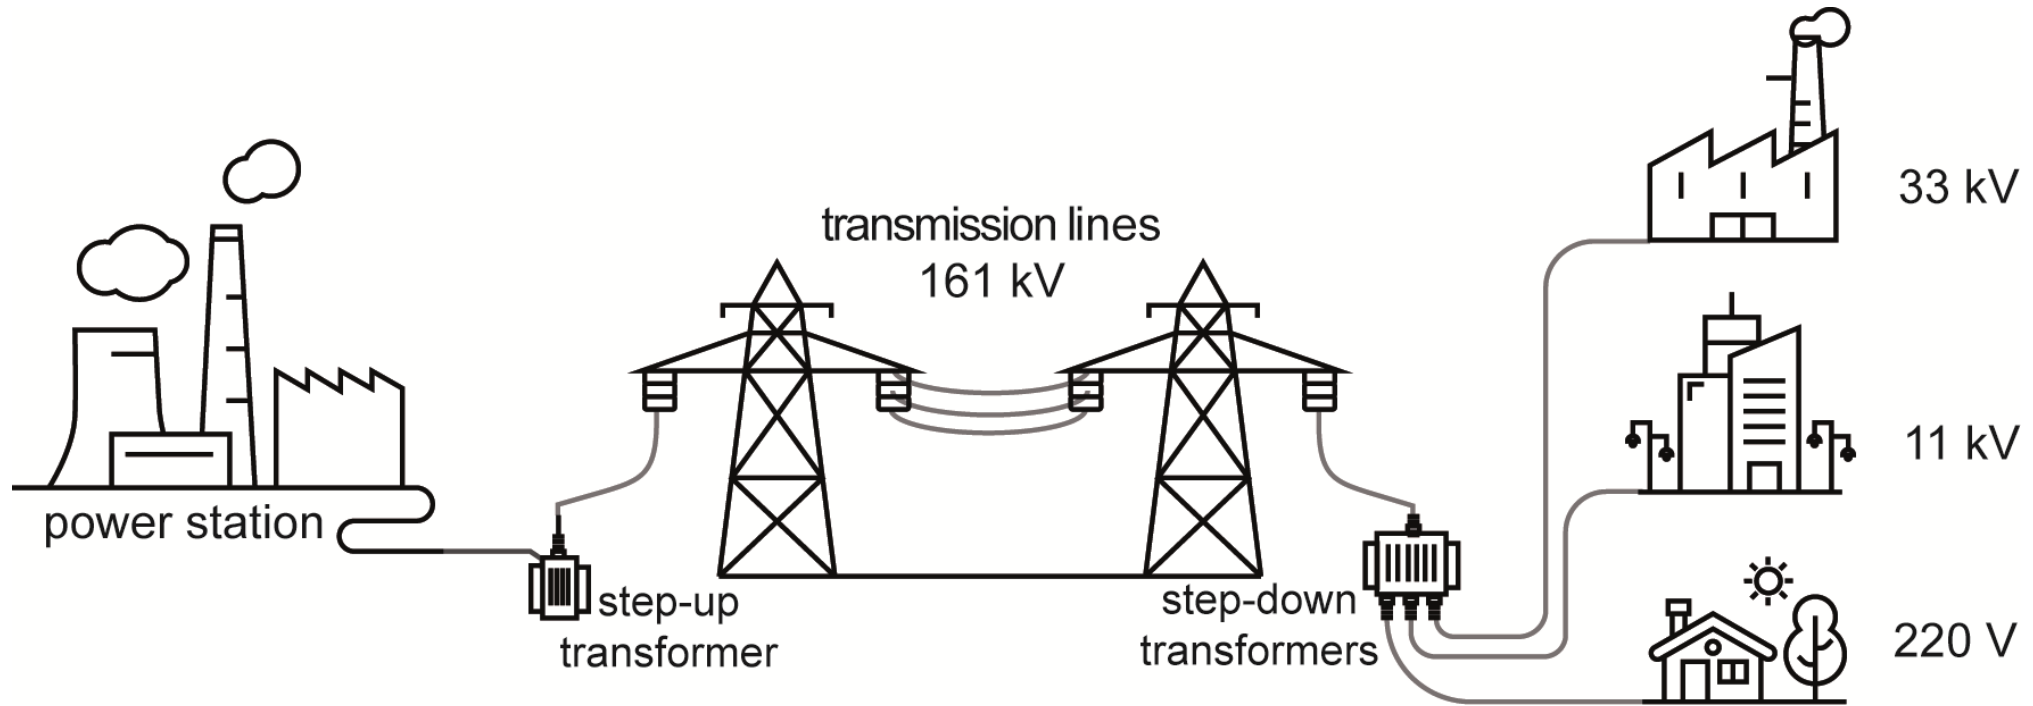 power station
step-up
transformer
transmission lines
161 kV
step-down
transformers
33 kV
11 kV
220 V